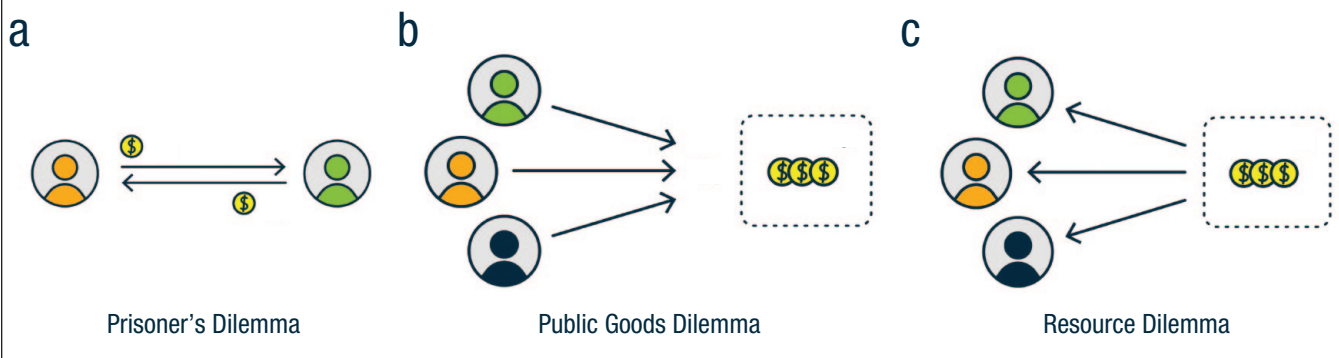 a
b
c
$
$
$$$
$$$
Prisoner’s Dilemma
Public Goods Dilemma
Resource Dilemma